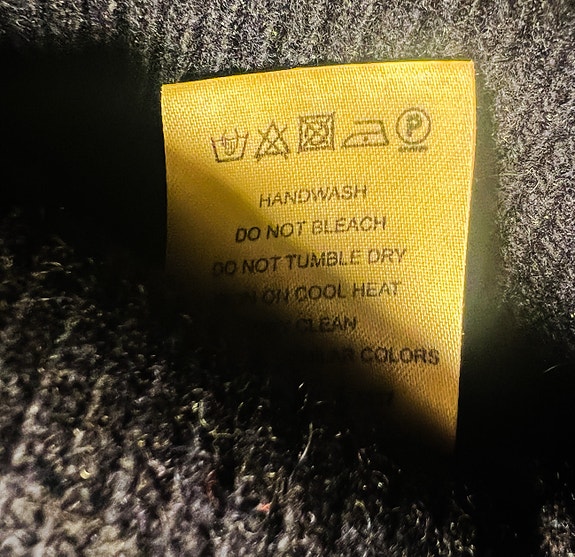 P
HANDWASH
DO NOT BLEACH
DO NOT TUMBLE DRY
ON COOL HEAT
CLEAN
COLORS